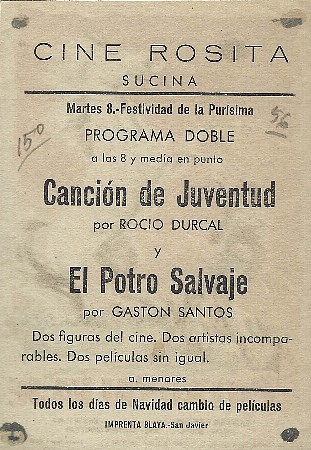 CINE ROSITA
SUCINA
Martes 8.-Festividad de la Purísima
PROGRAMA DOBLE
a las 8 y media en punto
Canción de Juventud
por ROCIO DURCAL
y
El Potro Salvaje
por GASTON SANTOS
Dos figuras del cine. Dos artistas incompa-
rables. Dos películas sin igual.
a. menores
Todos los días de Navidad cambio de películas
IMPRENTA BLAYA.-San Javier
150
56